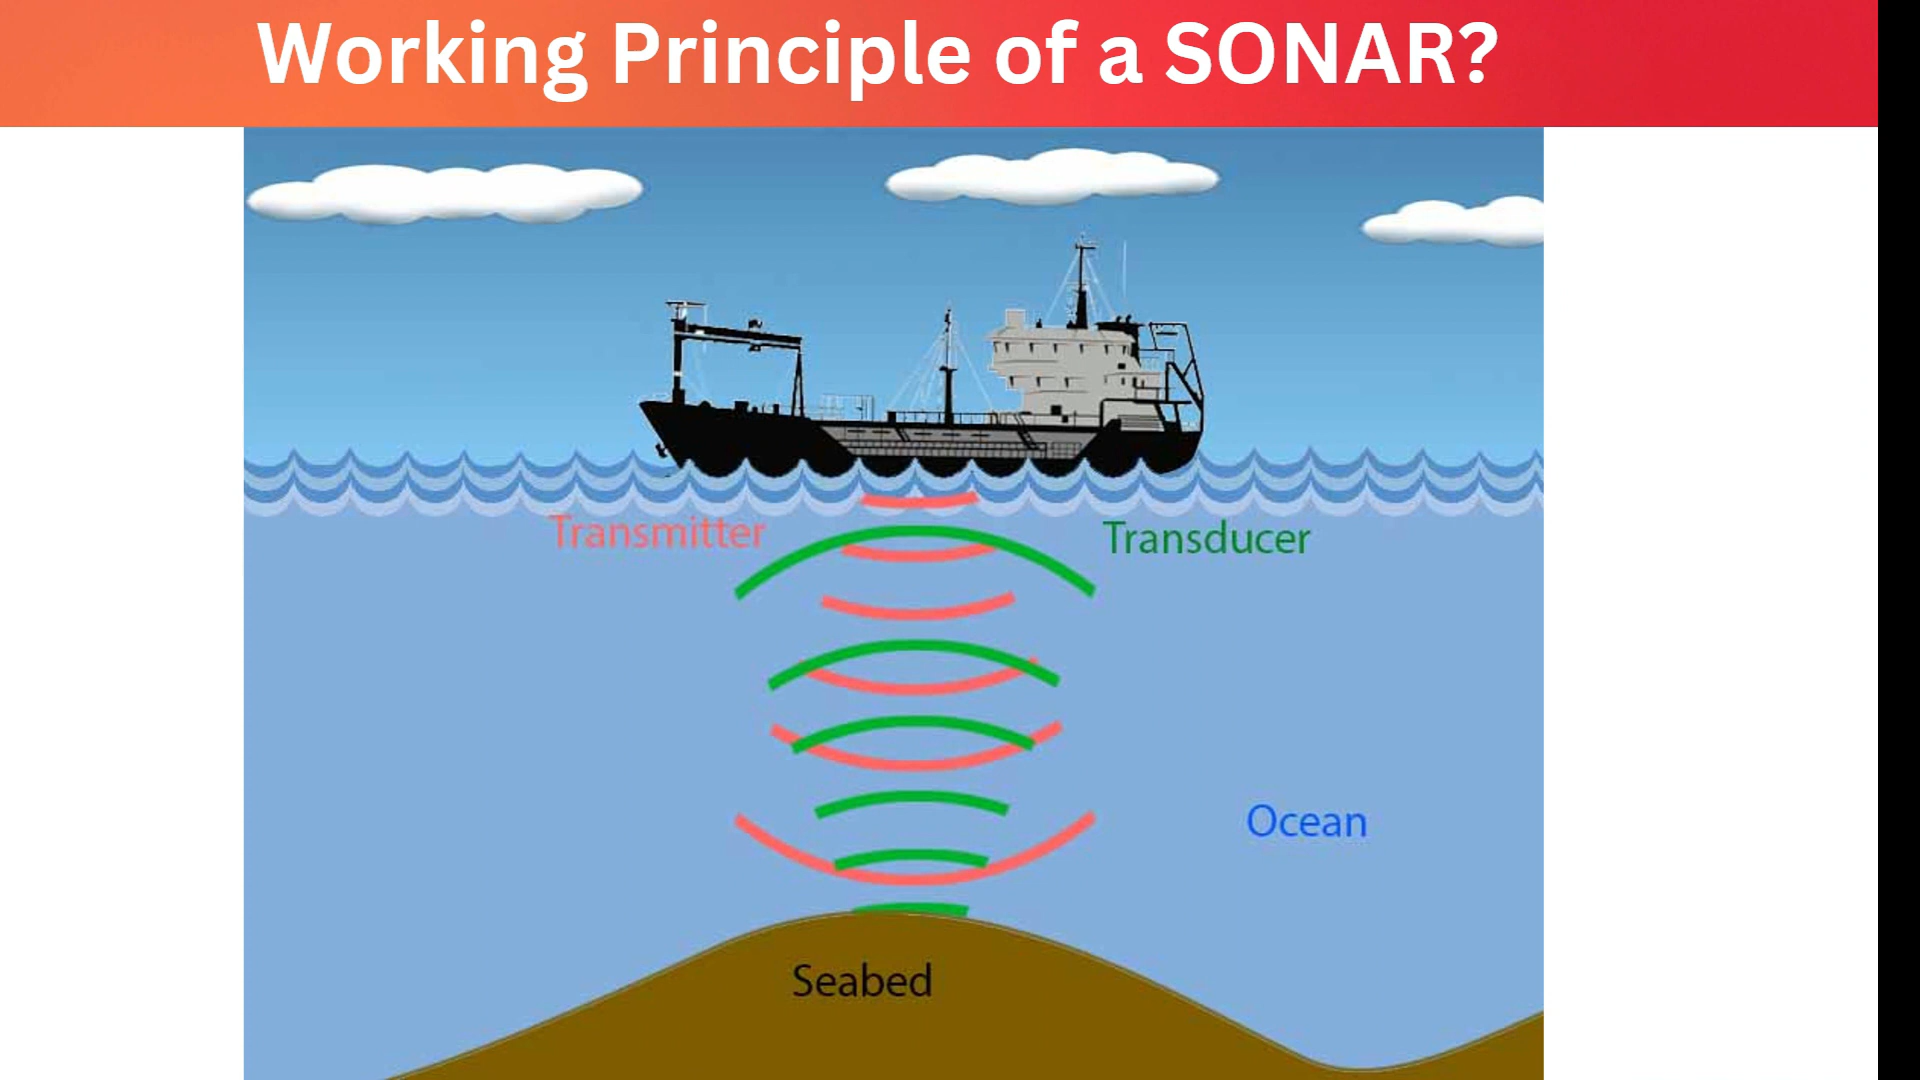 Working Principle of a SONAR?
Transmitter
Transducer
Ocean
Seabed